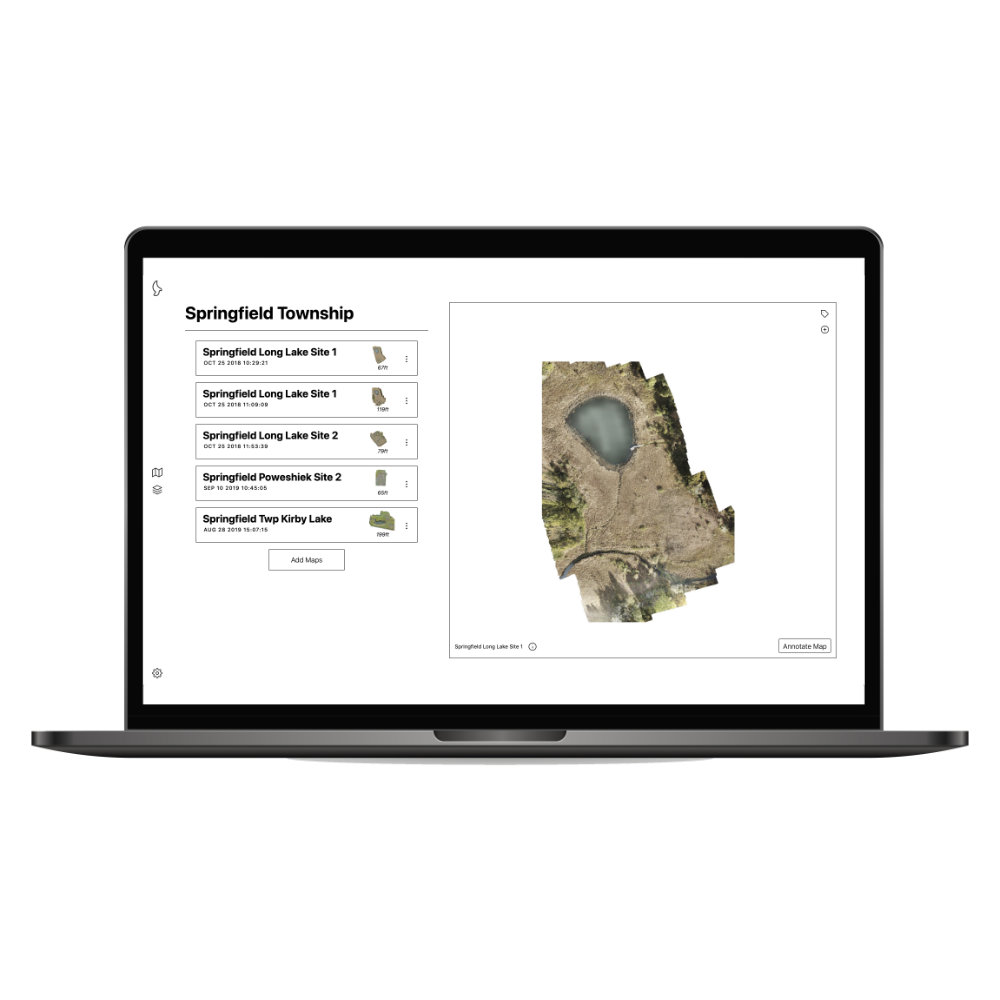 Springfield Township
Springfield Long Lake Site 1
OCT 25 2018 10:29:21
67ft
Springfield Long Lake Site 1
OCT 25 2018 11:09:09
119ft
Springfield Long Lake Site 2
OCT 25 2018 11:53:39
79ft
Springfield Poweshiek Site 2
SEP 10 2019 10:45:05
65ft
Springfield Twp Kirby Lake
AUG 28 2019 15:07:15
199ft
Add Maps
Springfield Long Lake Site 1
Annotate Map